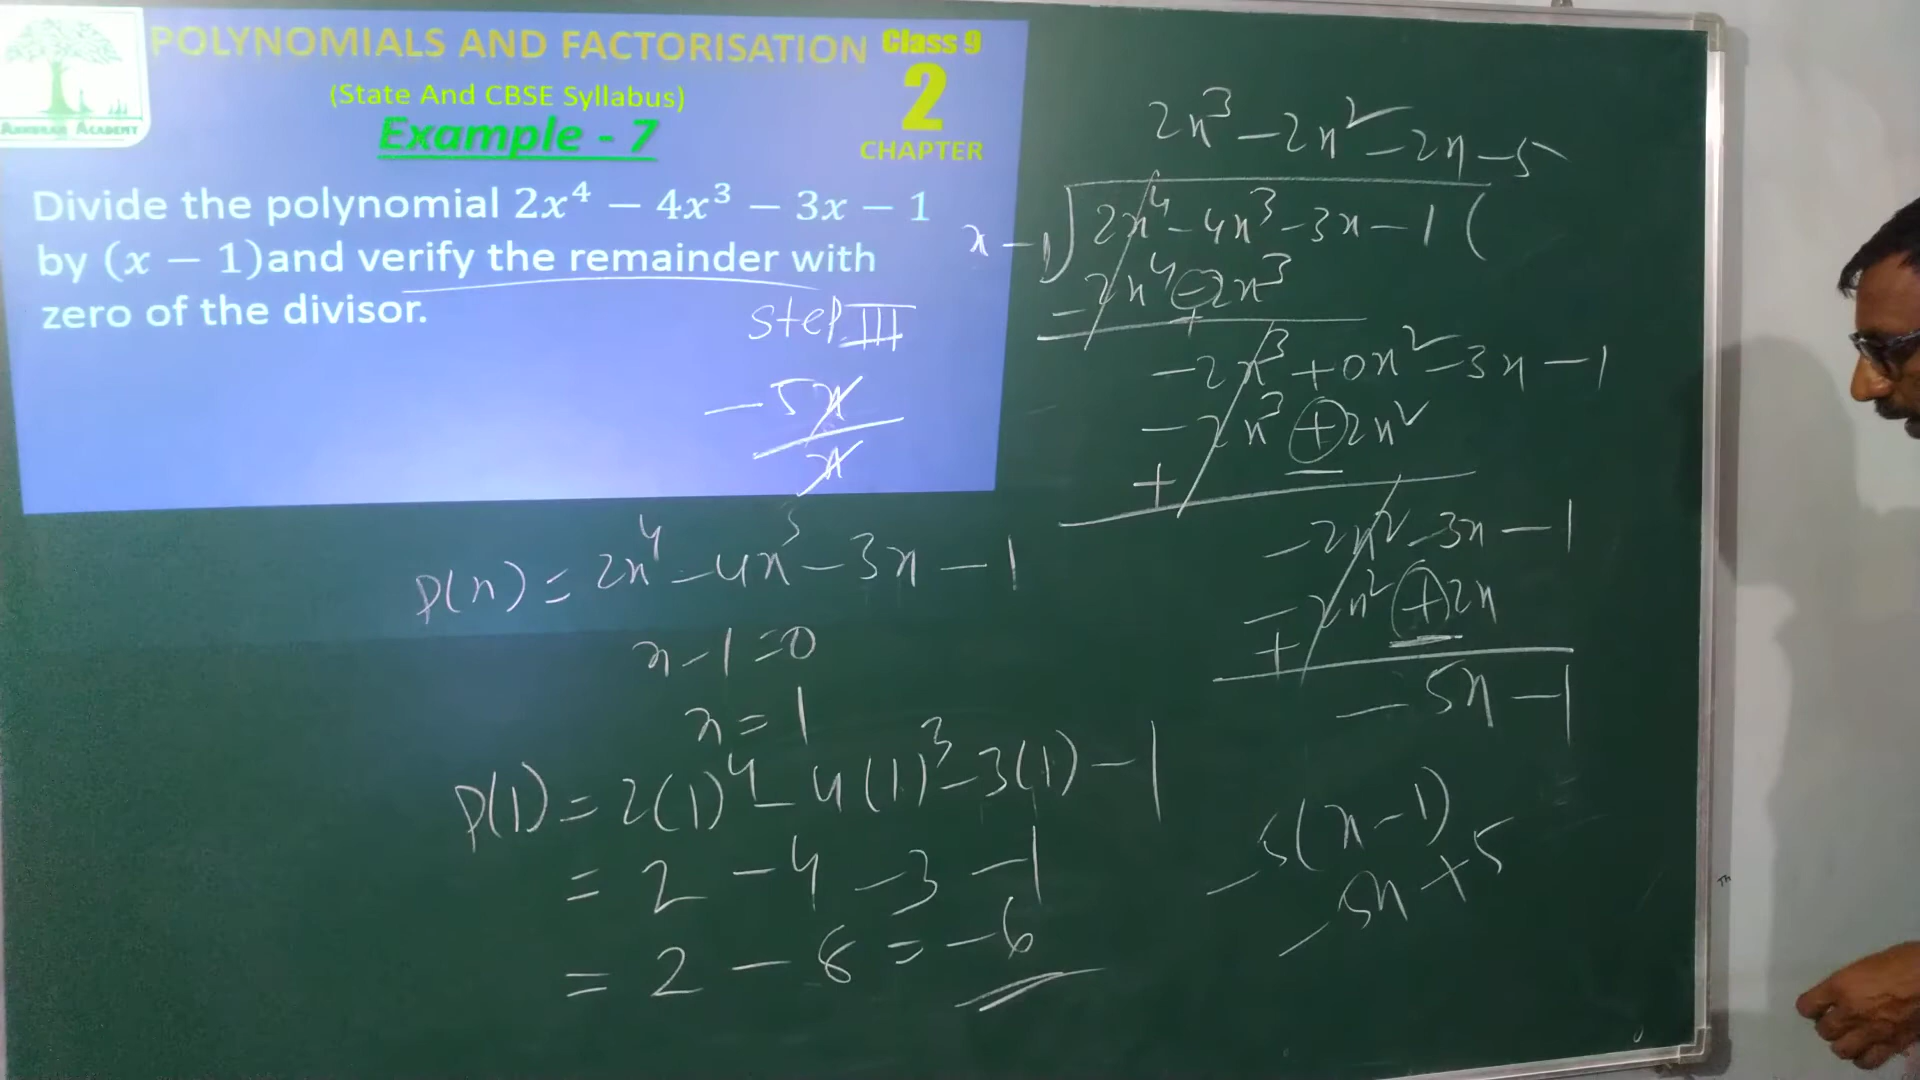 POLYNOMIALS AND FACTORISATION
Class 9
2
CHAPTER
(State And CBSE Syllabus)
Example - 7
ANNURAG ACADEMY
Divide the polynomial 2x⁴ − 4x³ − 3x − 1
by (x − 1)and verify the remainder with
zero of the divisor.
Step III
−5x
x
p(x) = 2x⁴ − 4x³ − 3x − 1
x − 1 = 0
x = 1
p(1) = 2(1)⁴ − 4(1)³ − 3(1) − 1
= 2 − 4 − 3 − 1
= 2 − 8 = −6
2x³ − 2x² − 2x − 5
x − 1 ) 2x⁴ − 4x³ − 3x − 1 (
2x⁴ − 2x³
− +
−2x³ + 0x² − 3x − 1
−2x³ + 2x²
+ −
−2x² − 3x − 1
−2x² + 2x
+ −
−5x − 1
−5(x − 1)
−5x + 5